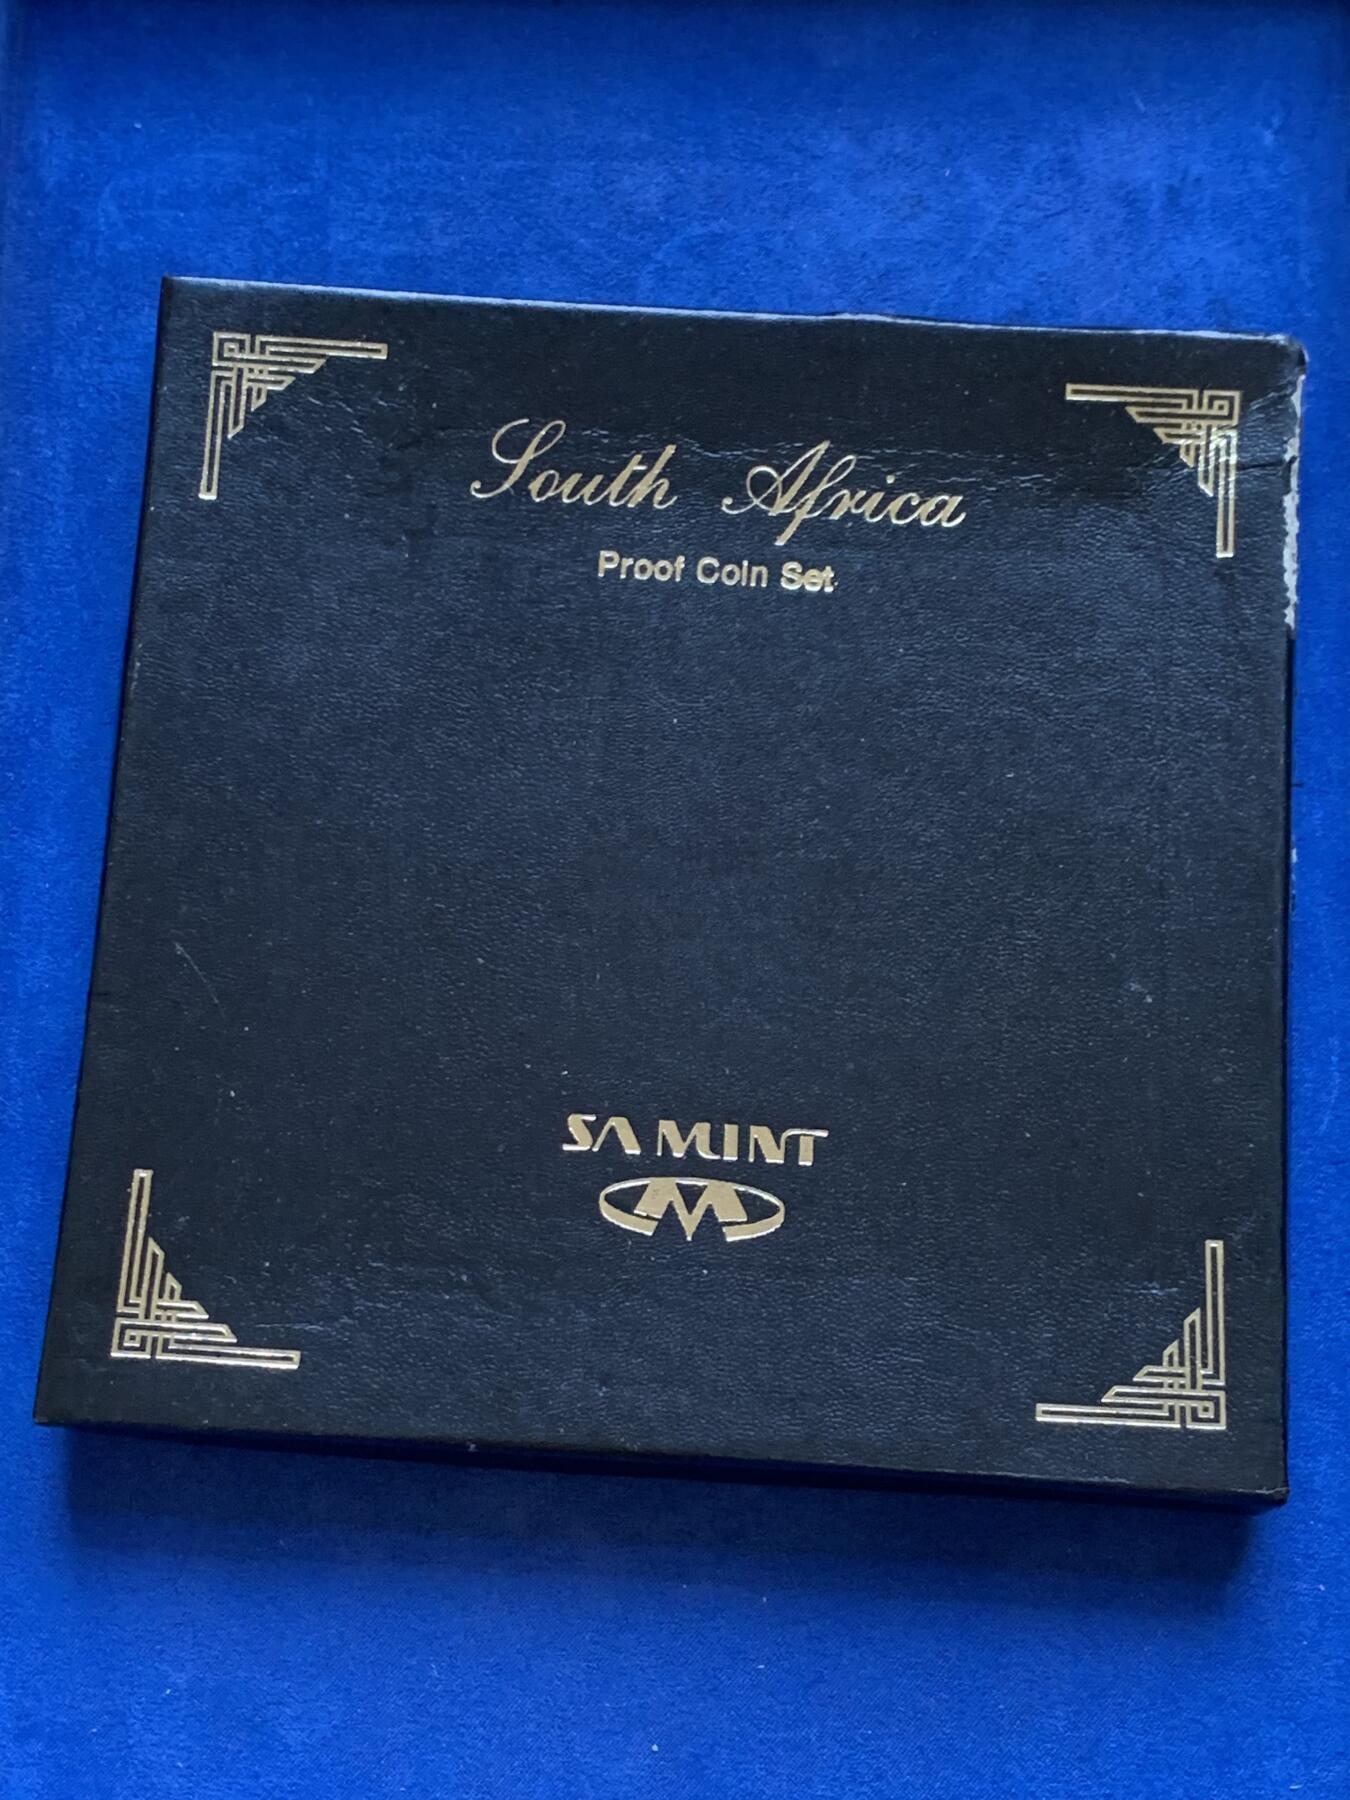 South Africa
Proof Coin Set
SA MINT